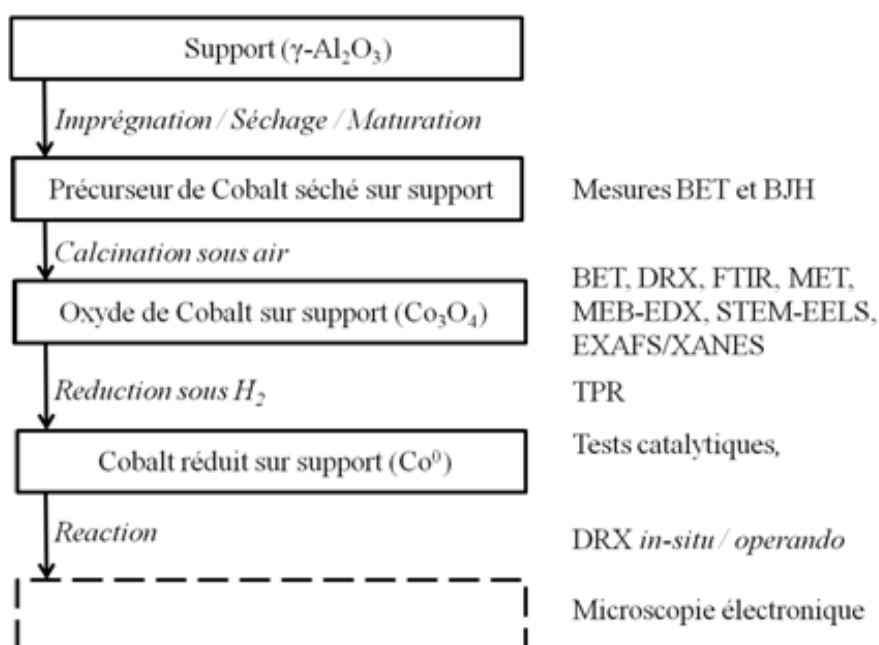 Support (γ-Al₂O₃)
Imprégnation / Séchage / Maturation
Précurseur de Cobalt séché sur support
Mesures BET et BJH
Calcination sous air
Oxyde de Cobalt sur support (Co₃O₄)
BET, DRX, FTIR, MET,
MEB-EDX, STEM-EELS,
EXAFS/XANES
Reduction sous H₂
TPR
Cobalt réduit sur support (Co⁰)
Tests catalytiques,
Reaction
DRX in-situ / operando
Microscopie électronique